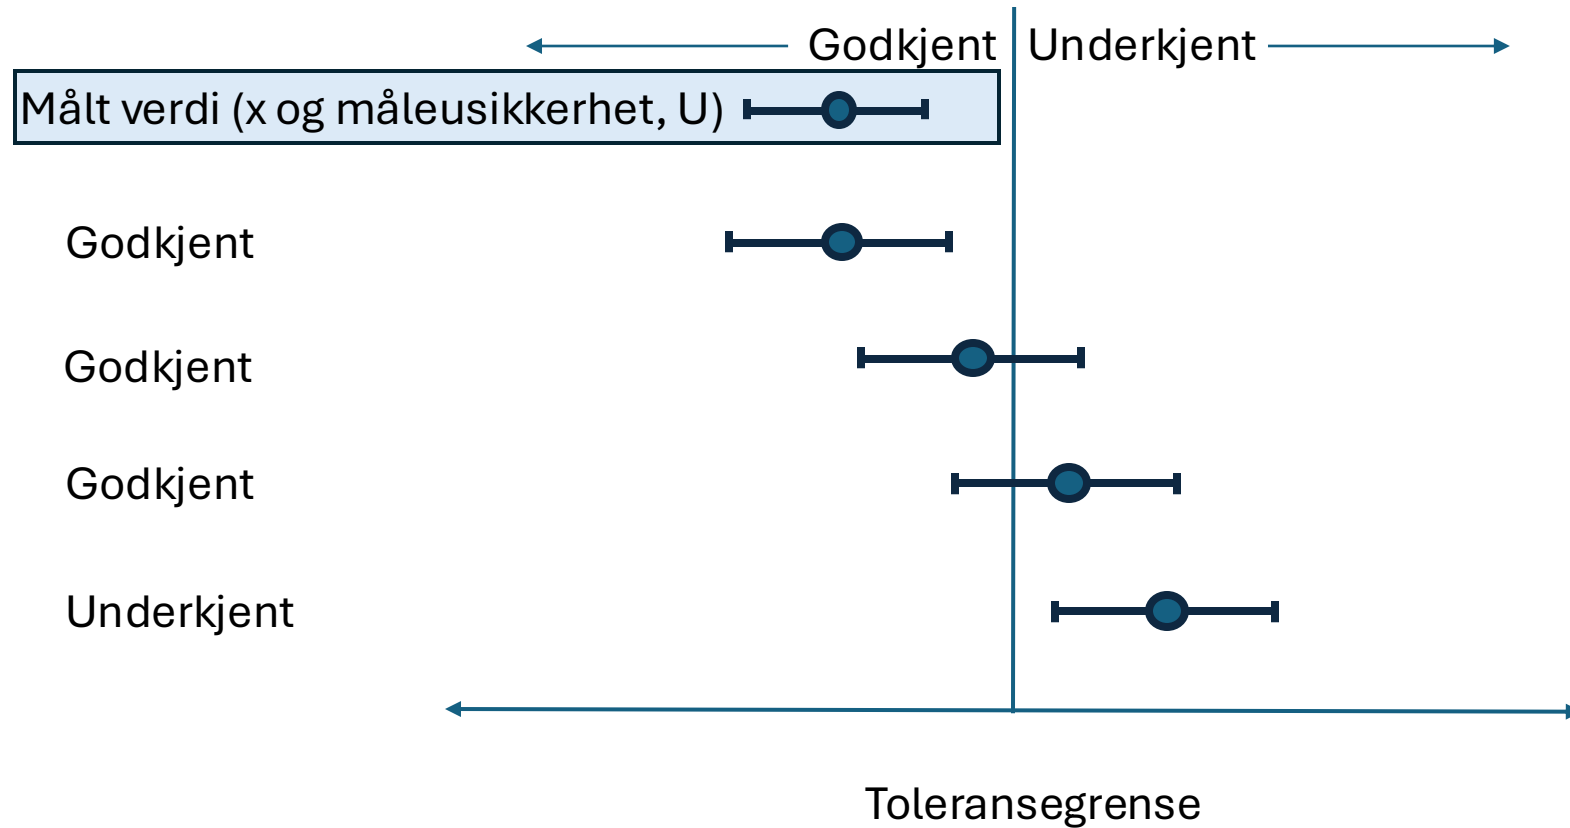 Godkjent Underkjent
Målt verdi (x og måleusikkerhet, U)
Godkjent
Godkjent
Godkjent
Underkjent
Toleransegrense